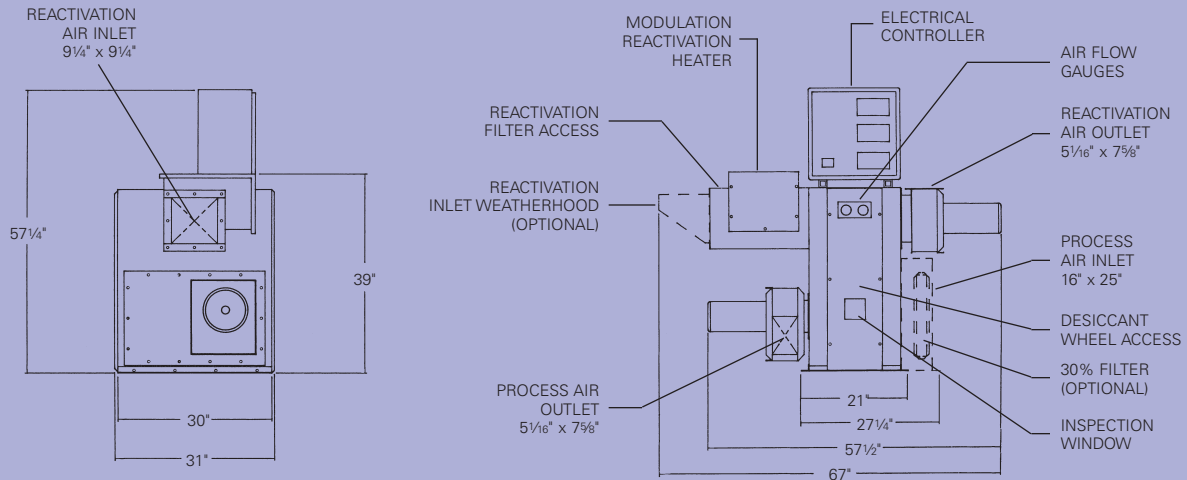 REACTIVATION
AIR INLET
9¼" x 9¼"
57¼"
39"
30"
31"
MODULATION
REACTIVATION
HEATER
ELECTRICAL
CONTROLLER
AIR FLOW
GAUGES
REACTIVATION
FILTER ACCESS
REACTIVATION
AIR OUTLET
5¹⁄₁₆" x 7⅝"
REACTIVATION
INLET WEATHERHOOD
(OPTIONAL)
PROCESS
AIR INLET
16" x 25"
DESICCANT
WHEEL ACCESS
30% FILTER
(OPTIONAL)
INSPECTION
WINDOW
PROCESS AIR
OUTLET
5¹⁄₁₆" x 7⅝"
21"
27¼"
57½"
67"